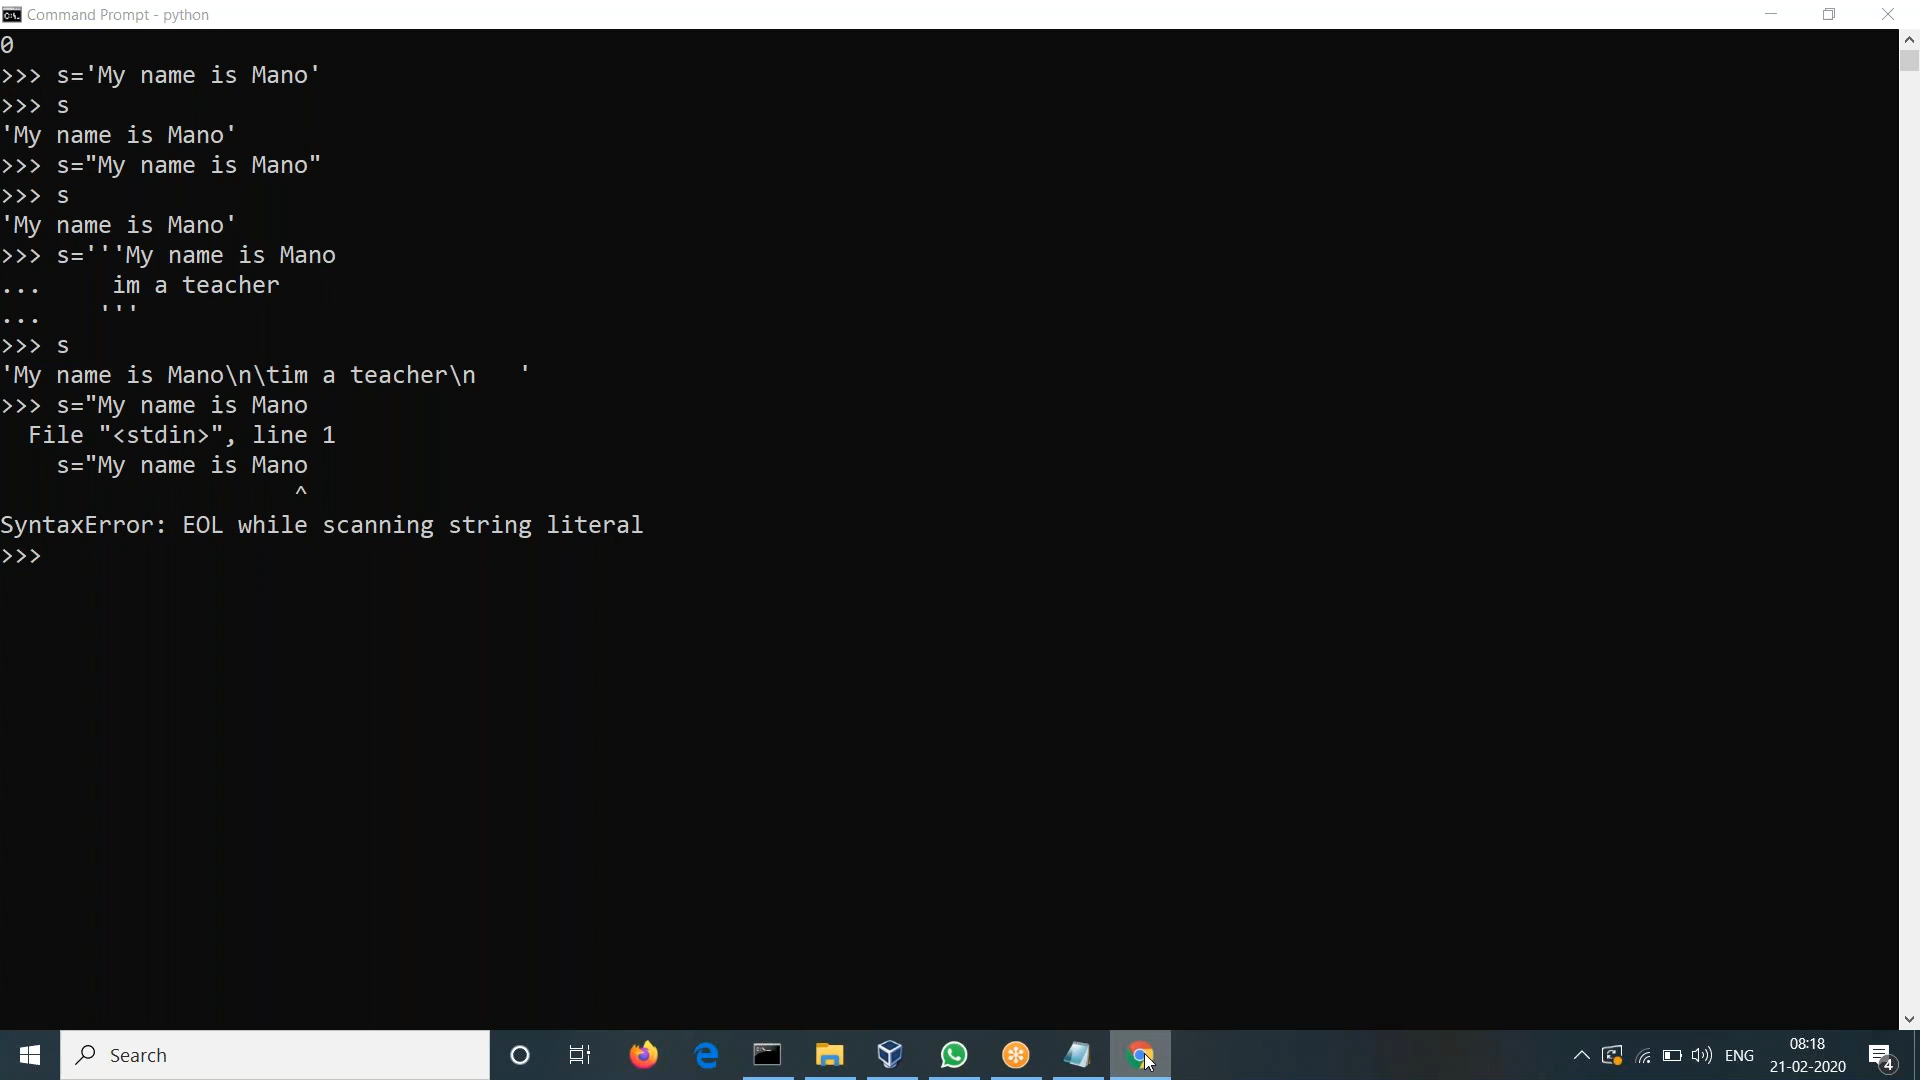 Command Prompt - python
0
>>> s='My name is Mano'
>>> s
'My name is Mano'
>>> s="My name is Mano"
>>> s
'My name is Mano'
>>> s='''My name is Mano
...     im a teacher
...    '''
>>> s
'My name is Mano\n\tim a teacher\n   '
>>> s="My name is Mano
  File "<stdin>", line 1
    s="My name is Mano
                     ^
SyntaxError: EOL while scanning string literal
>>>
Search
ENG
08:18
21-02-2020
4